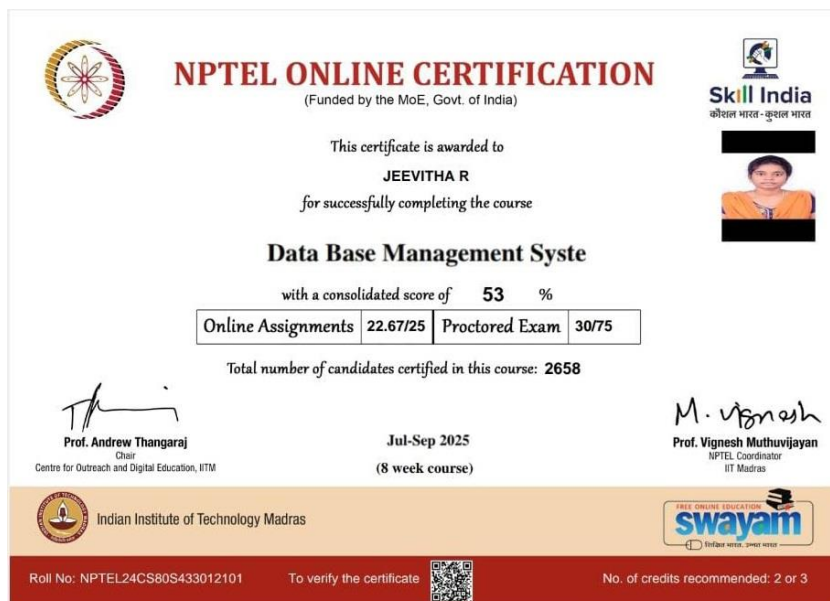 NPTEL ONLINE CERTIFICATION
(Funded by the MoE, Govt. of India)
Skill India
कौशल भारत - कुशल भारत
This certificate is awarded to
JEEVITHA R
for successfully completing the course
Data Base Management Syste
with a consolidated score of 53 %
Online Assignments 22.67/25 Proctored Exam 30/75
Total number of candidates certified in this course: 2658
M. Vignesh
Prof. Andrew Thangaraj
Chair
Centre for Outreach and Digital Education, IITM
Jul-Sep 2025
(8 week course)
Prof. Vignesh Muthuvijayan
NPTEL Coordinator
IIT Madras
Indian Institute of Technology Madras
FREE ONLINE EDUCATION
swayam
शिक्षित भारत, उन्नत भारत
Roll No: NPTEL24CS80S433012101
To verify the certificate
No. of credits recommended: 2 or 3